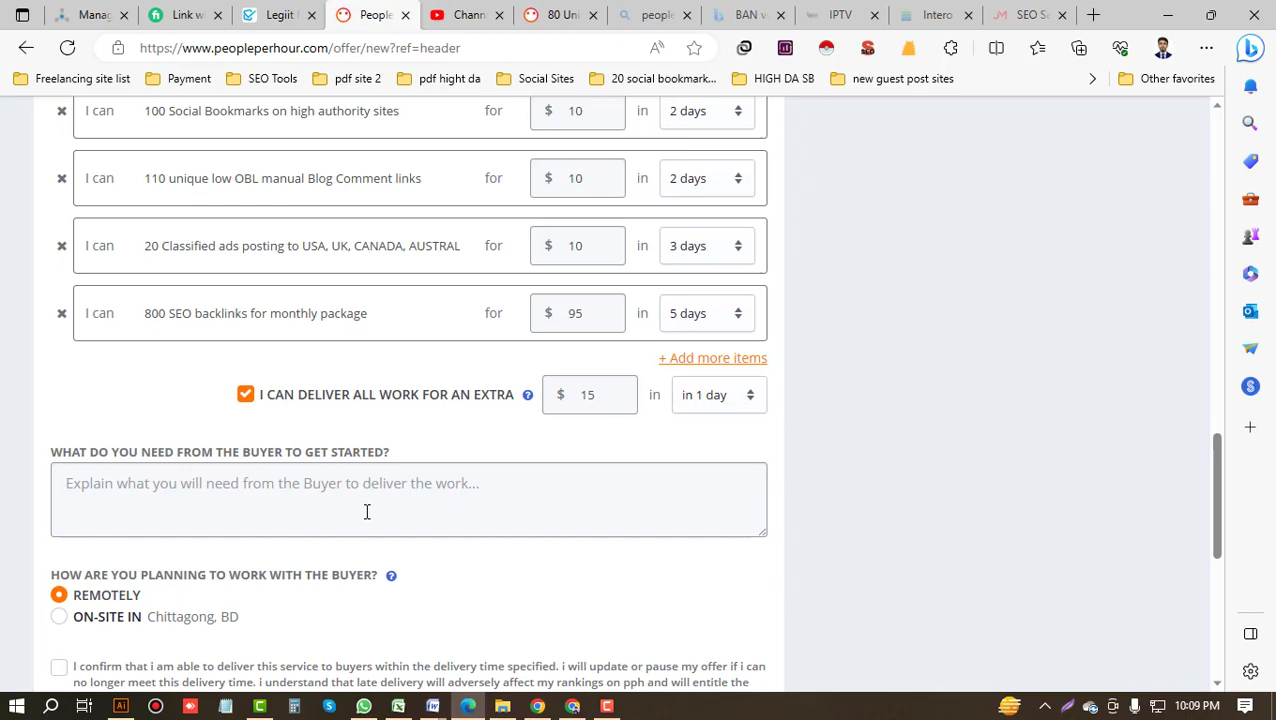 Manag
Link w
Legiit
People
Chann
80 Uni
people
BAN v
IPTV
Intero
SEO Se
https://www.peopleperhour.com/offer/new?ref=header
Freelancing site list
Payment
SEO Tools
pdf site 2
pdf hight da
Social Sites
20 social bookmark...
HIGH DA SB
new guest post sites
Other favorites
I can 100 Social Bookmarks on high authority sites for $ 10 in 2 days
I can 110 unique low OBL manual Blog Comment links for $ 10 in 2 days
I can 20 Classified ads posting to USA, UK, CANADA, AUSTRAL for $ 10 in 3 days
I can 800 SEO backlinks for monthly package for $ 95 in 5 days
+ Add more items
I CAN DELIVER ALL WORK FOR AN EXTRA ? $ 15 in in 1 day
WHAT DO YOU NEED FROM THE BUYER TO GET STARTED?
Explain what you will need from the Buyer to deliver the work...
HOW ARE YOU PLANNING TO WORK WITH THE BUYER? ?
REMOTELY
ON-SITE IN Chittagong, BD
I confirm that i am able to deliver this service to buyers within the delivery time specified. i will update or pause my offer if i can
no longer meet this delivery time. i understand that late delivery will adversely affect my rankings on pph and will entitle the
10:09 PM